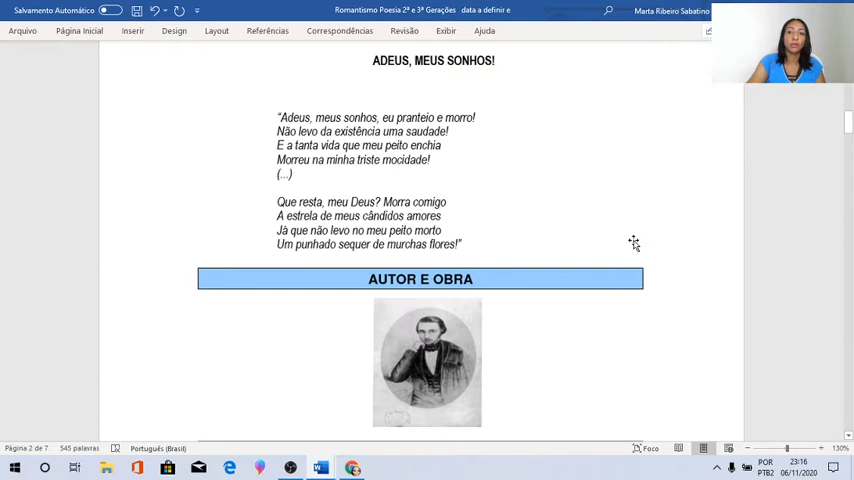 Salvamento Automático
Romantismo Poesia 2ª e 3ª Gerações data a definir e
Marta Ribeiro Sabatino
Arquivo Página Inicial Inserir Design Layout Referências Correspondências Revisão Exibir Ajuda
ADEUS, MEUS SONHOS!
“Adeus, meus sonhos, eu pranteio e morro!
Não levo da existência uma saudade!
E a tanta vida que meu peito enchia
Morreu na minha triste mocidade!
(...)
Que resta, meu Deus? Morra comigo
A estrela de meus cândidos amores
Já que não levo no meu peito morto
Um punhado sequer de murchas flores!”
AUTOR E OBRA
Página 2 de 7 545 palavras Português (Brasil) Foco 130%
POR 23:16
PTB2 06/11/2020